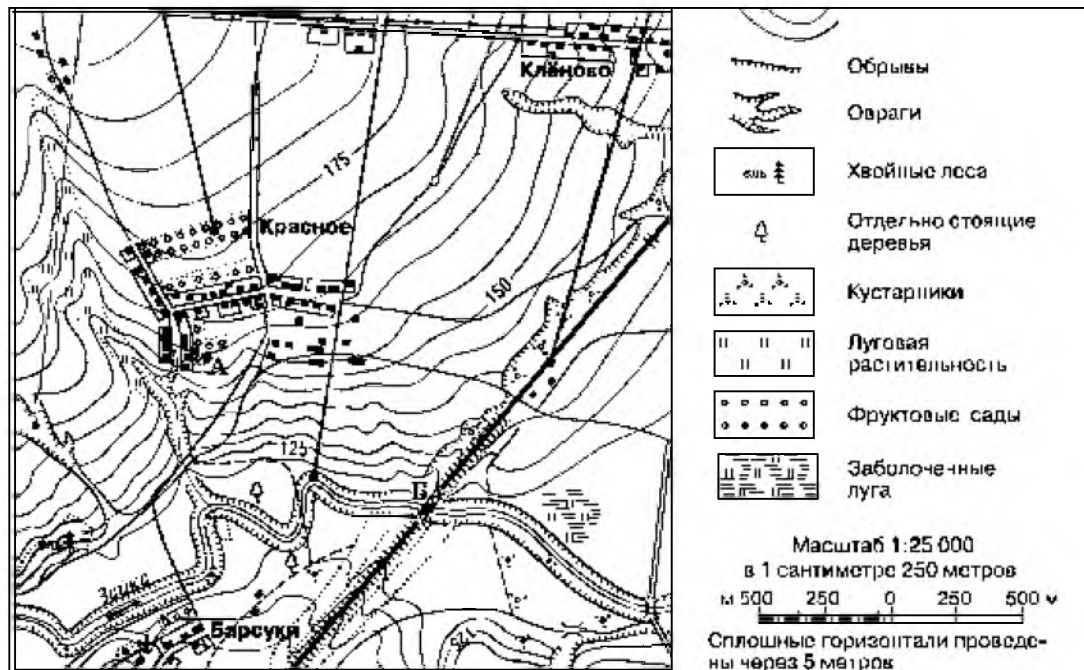 Кланово
175
Красное
150
А
125
Б
Барсуки
Обрывы
Овраги
ель
Хвойные леса
Отдельно стоящие
деревья
Кустарники
Луговая
растительность
Фруктовые сады
Заболоченные
луга
Масштаб 1:25 000
в 1 сантиметре 250 метров
м 500 250 0 250 500 м
Сплошные горизонтали проведе-
ны через 5 метров